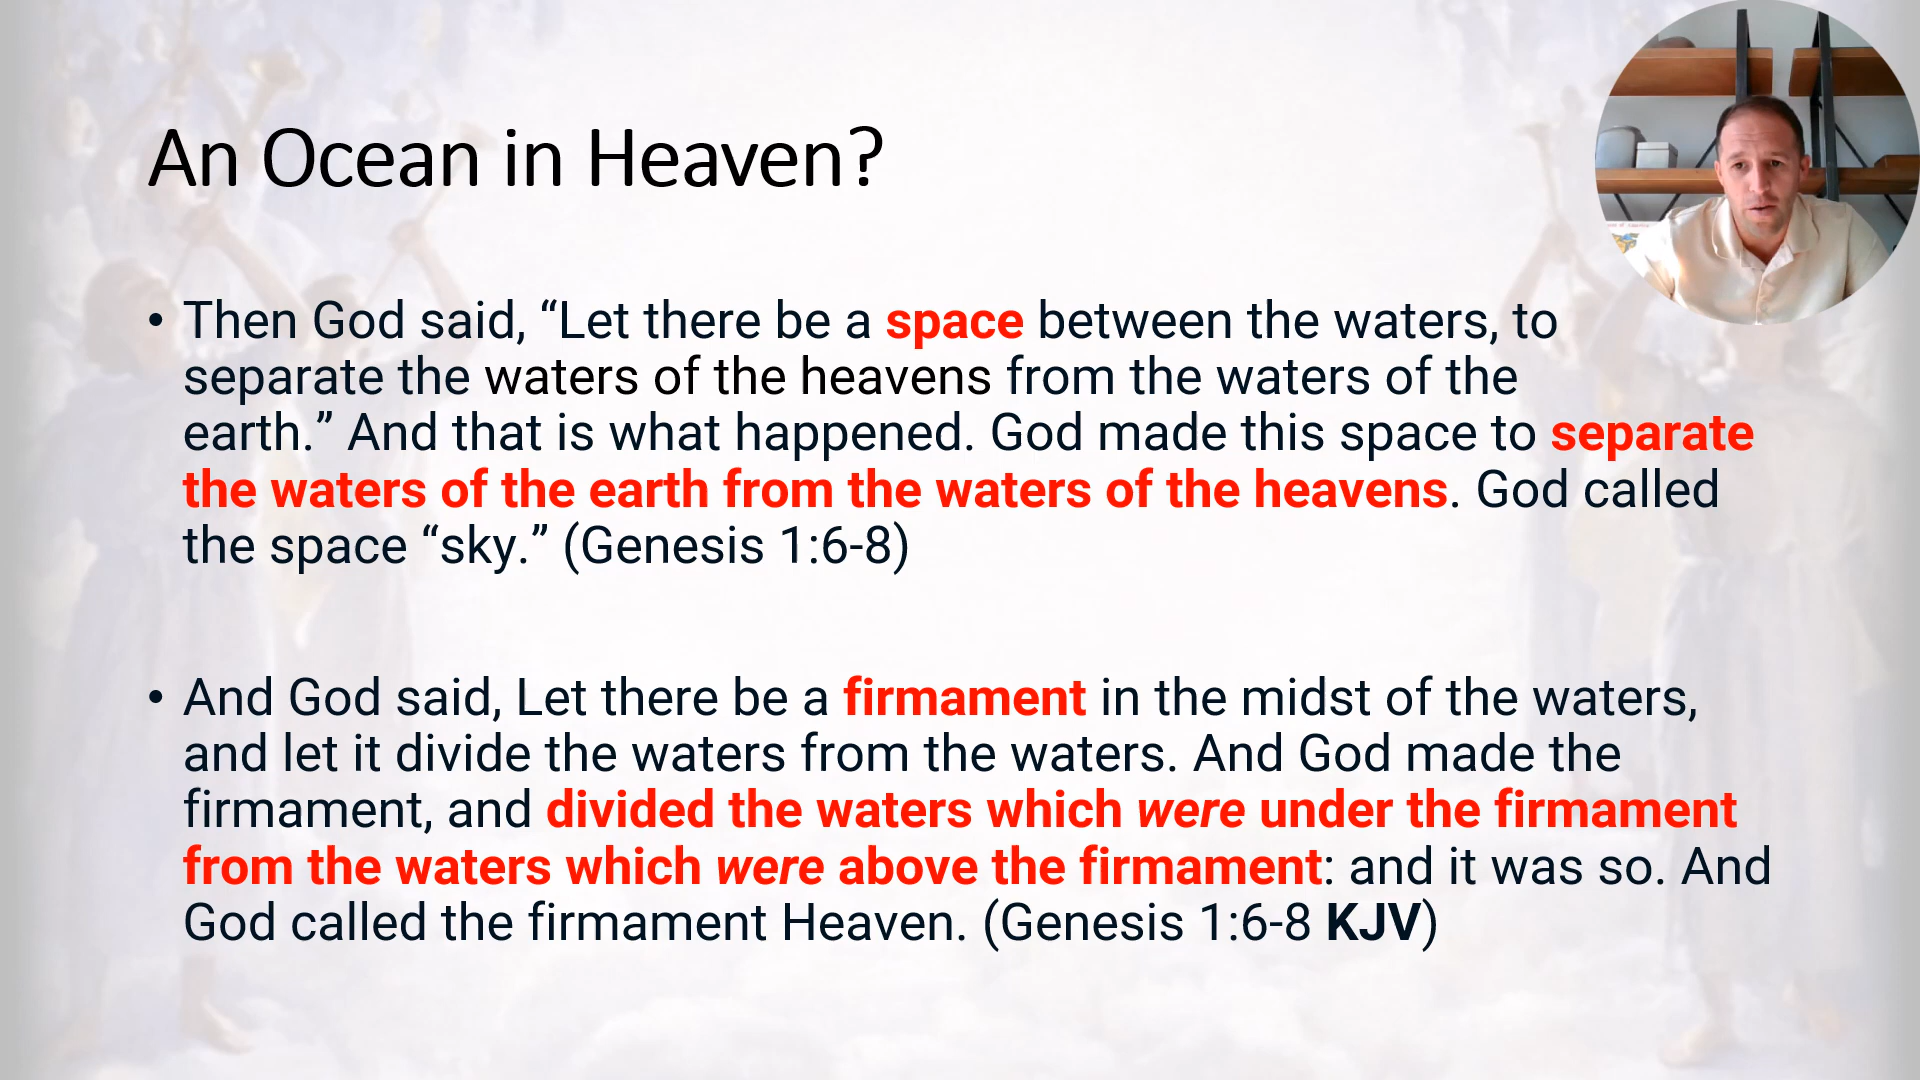 An Ocean in Heaven?
• Then God said, “Let there be a space between the waters, to
separate the waters of the heavens from the waters of the
earth.” And that is what happened. God made this space to separate
the waters of the earth from the waters of the heavens. God called
the space “sky.” (Genesis 1:6-8)
• And God said, Let there be a firmament in the midst of the waters,
and let it divide the waters from the waters. And God made the
firmament, and divided the waters which were under the firmament
from the waters which were above the firmament: and it was so. And
God called the firmament Heaven. (Genesis 1:6-8 KJV)